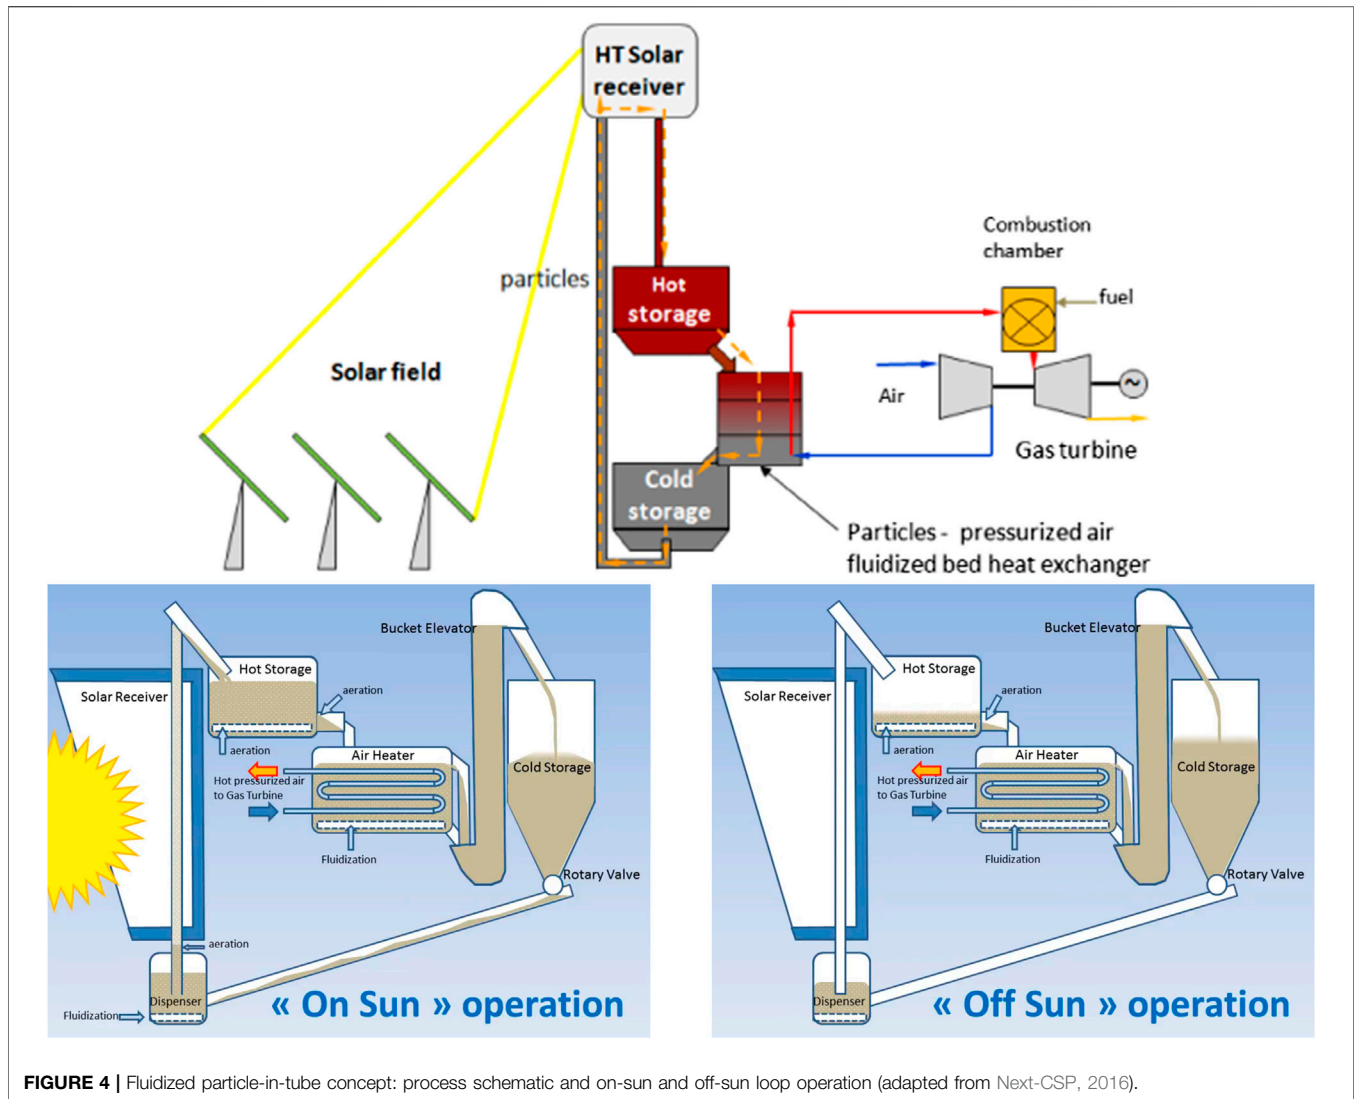 HT Solar
receiver
particles
Hot
storage
Solar field
Combustion
chamber
fuel
Air
~
Gas turbine
Cold
storage
Particles - pressurized air
fluidized bed heat exchanger
Bucket Elevator
Hot Storage
Solar Receiver
aeration
aeration
Air Heater
Hot pressurized air
to Gas Turbine
Cold Storage
Fluidization
Rotary Valve
aeration
Dispenser
Fluidization
« On Sun » operation
Bucket Elevator
Hot Storage
Solar Receiver
aeration
aeration
Air Heater
Hot pressurized air
to Gas Turbine
Cold Storage
Fluidization
Rotary Valve
Dispenser
« Off Sun » operation
FIGURE 4 | Fluidized particle-in-tube concept: process schematic and on-sun and off-sun loop operation (adapted from Next-CSP, 2016).